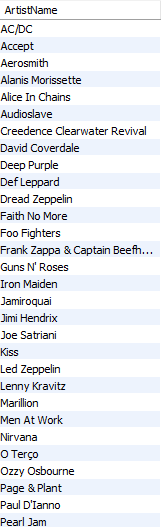 ArtistName
AC/DC
Accept
Aerosmith
Alanis Morissette
Alice In Chains
Audioslave
Creedence Clearwater Revival
David Coverdale
Deep Purple
Def Leppard
Dread Zeppelin
Faith No More
Foo Fighters
Frank Zappa & Captain Beefh...
Guns N' Roses
Iron Maiden
Jamiroquai
Jimi Hendrix
Joe Satriani
Kiss
Led Zeppelin
Lenny Kravitz
Marillion
Men At Work
Nirvana
O Terço
Ozzy Osbourne
Page & Plant
Paul D'Ianno
Pearl Jam